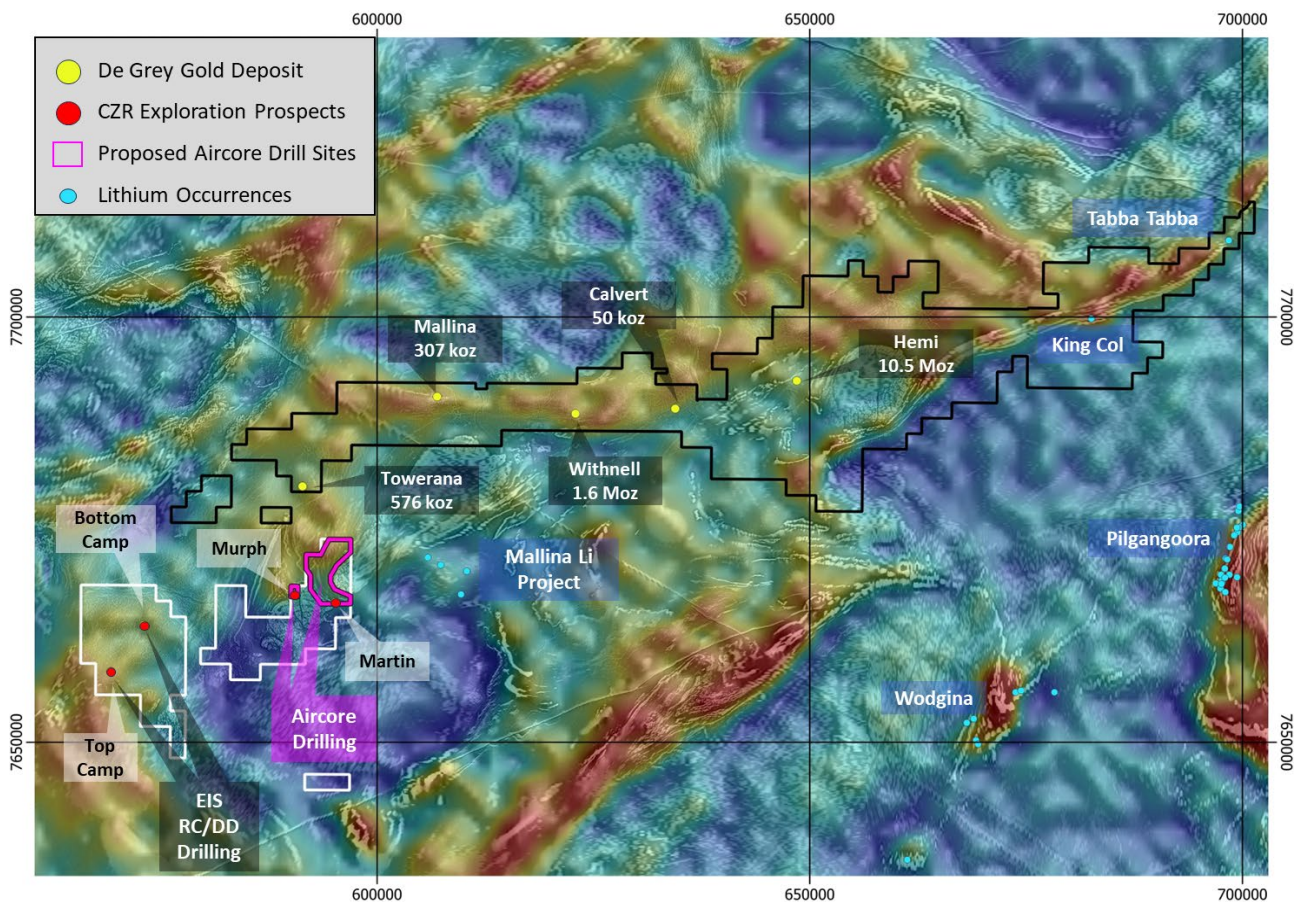 600000
650000
700000
De Grey Gold Deposit
CZR Exploration Prospects
Proposed Aircore Drill Sites
Lithium Occurrences
Tabba Tabba
7700000
7700000
Calvert
50 koz
Mallina
307 koz
Hemi
10.5 Moz
King Col
Towerana
576 koz
Withnell
1.6 Moz
Bottom
Camp
Murph
Mallina Li
Project
Pilgangoora
Martin
Wodgina
Aircore
Drilling
Top
Camp
7650000
7650000
EIS
RC/DD
Drilling
600000
650000
700000